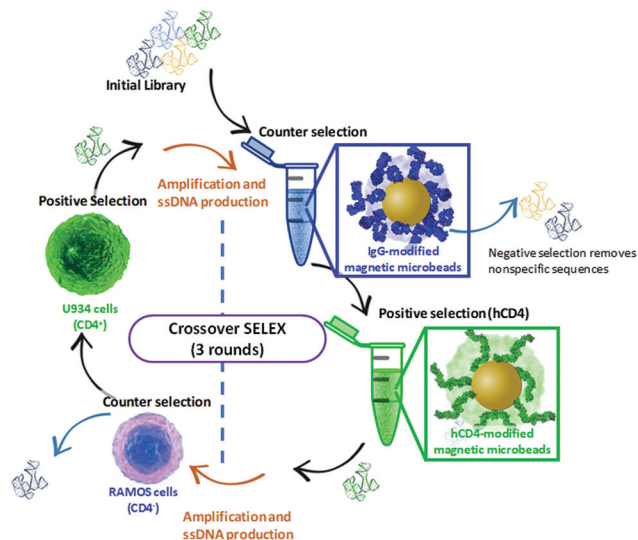 Initial Library
Counter selection
Amplification and
ssDNA production
IgG-modified
magnetic microbeads
Negative selection removes
nonspecific sequences
Positive Selection
U934 cells
(CD4⁺)
Positive selection (hCD4)
Crossover SELEX
(3 rounds)
hCD4-modified
magnetic microbeads
Counter selection
RAMOS cells
(CD4⁻)
Amplification and
ssDNA production